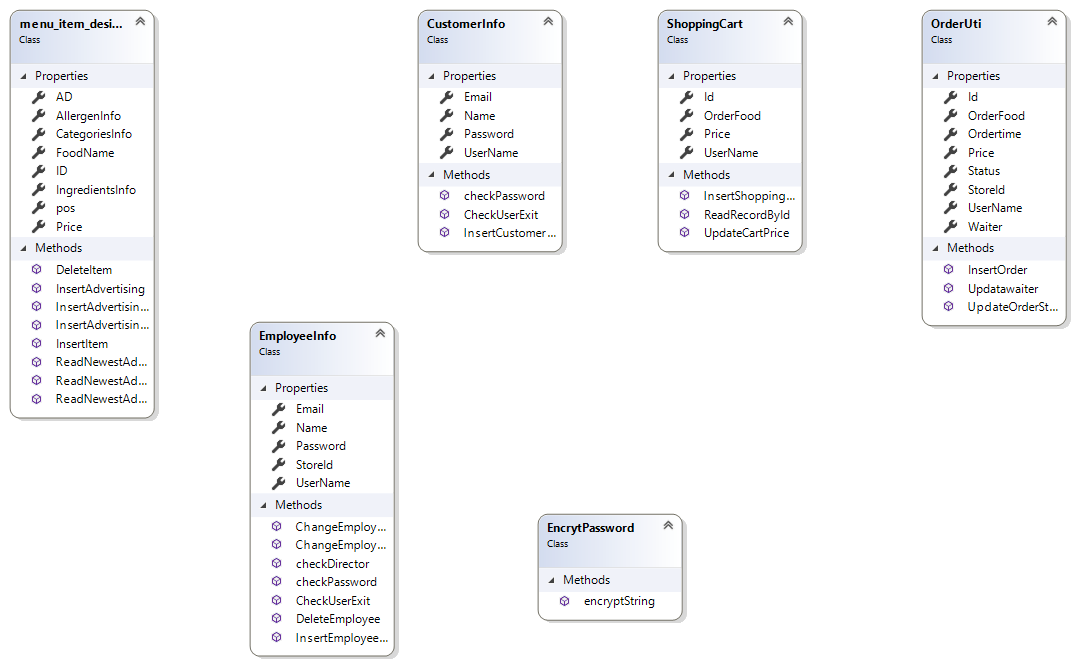 menu_item_desi...
Class
Properties
AD
AllergenInfo
CategoriesInfo
FoodName
ID
IngredientsInfo
pos
Price
Methods
DeleteItem
InsertAdvertising
InsertAdvertisin...
InsertAdvertisin...
InsertItem
ReadNewestAd...
ReadNewestAd...
ReadNewestAd...
EmployeeInfo
Class
Properties
Email
Name
Password
StoreId
UserName
Methods
ChangeEmploy...
ChangeEmploy...
checkDirector
checkPassword
CheckUserExit
DeleteEmployee
InsertEmployee...
CustomerInfo
Class
Properties
Email
Name
Password
UserName
Methods
checkPassword
CheckUserExit
InsertCustomer...
EncrytPassword
Class
Methods
encryptString
ShoppingCart
Class
Properties
Id
OrderFood
Price
UserName
Methods
InsertShopping...
ReadRecordById
UpdateCartPrice
OrderUti
Class
Properties
Id
OrderFood
Ordertime
Price
Status
StoreId
UserName
Waiter
Methods
InsertOrder
Updatawaiter
UpdateOrderSt...